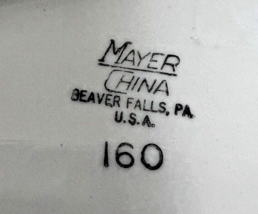 MAYER
CHINA
BEAVER FALLS, PA.
U.S.A.
160